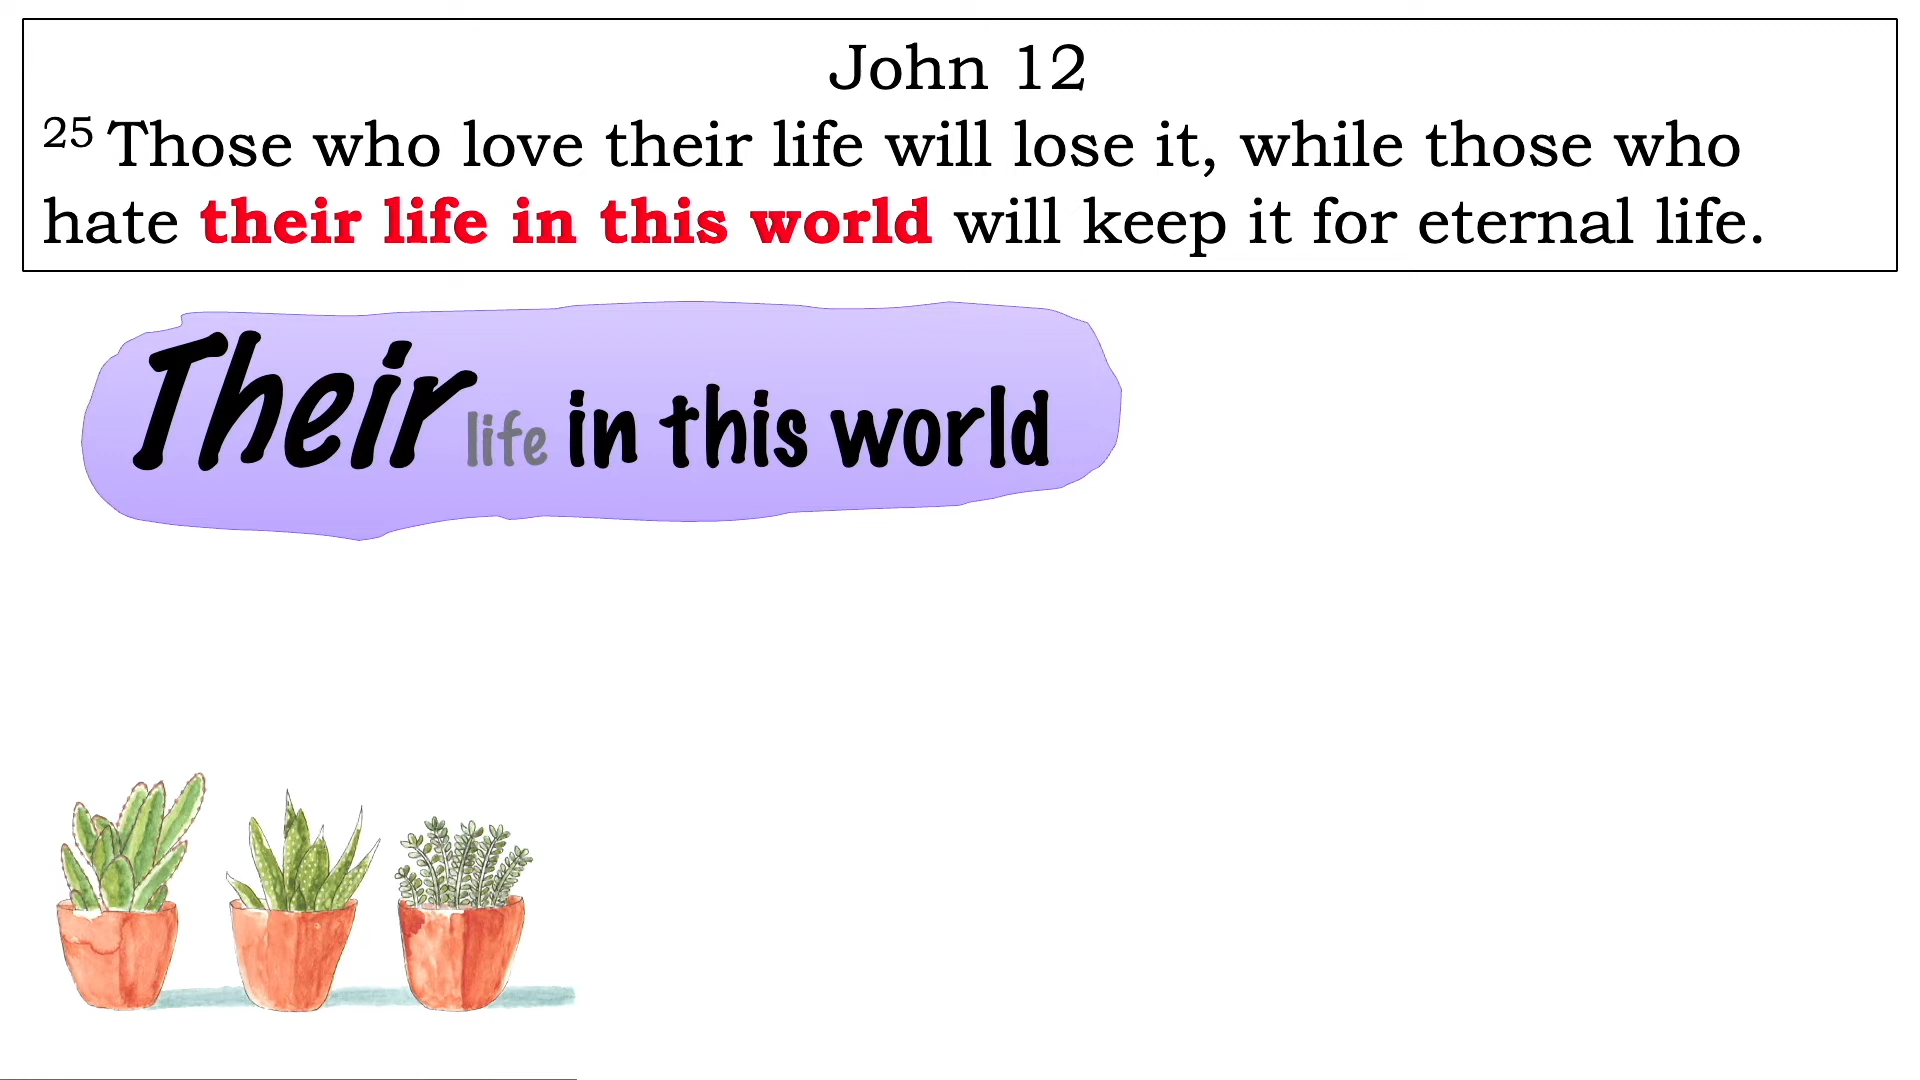 John 12
25 Those who love their life will lose it, while those who
hate their life in this world will keep it for eternal life.
Their life in this world